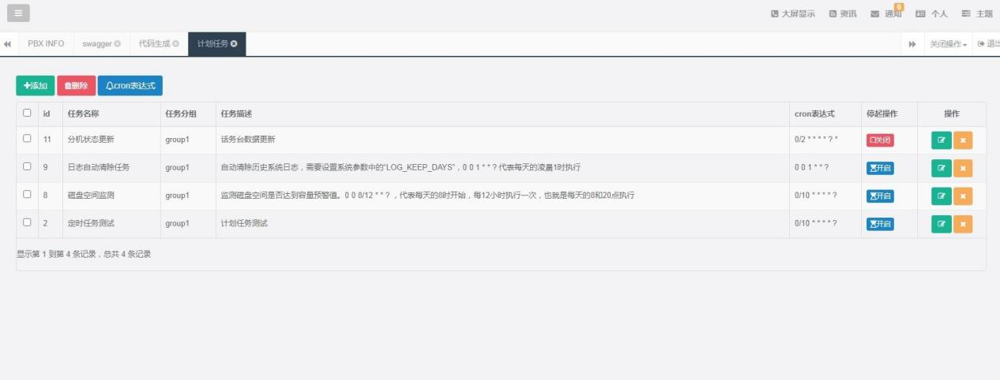 大屏显示 资讯 通知 0 个人 主题
PBX INFO swagger 代码生成 计划任务 关闭操作 退出
添加 删除 cron表达式
id 任务名称 任务分组 任务描述 cron表达式 停起操作 操作
11 分机状态更新 group1 话务台数据更新 0/2 * * * * ? * 关闭
9 日志自动清除任务 group1 自动清除历史系统日志，需要设置系统参数中的“LOG_KEEP_DAYS”，0 0 1 * * ? 代表每天的凌晨1时执行 0 0 1 * * ? 开启
8 磁盘空间监测 group1 监测磁盘空间是否达到容量预警值。0 0 8/12 * * ? ，代表每天的8时开始，每12小时执行一次，也就是每天的8和20点执行 0/10 * * * * ? 开启
2 定时任务测试 group1 计划任务测试 0/10 * * * * ? 开启
显示第 1 到第 4 条记录，总共 4 条记录